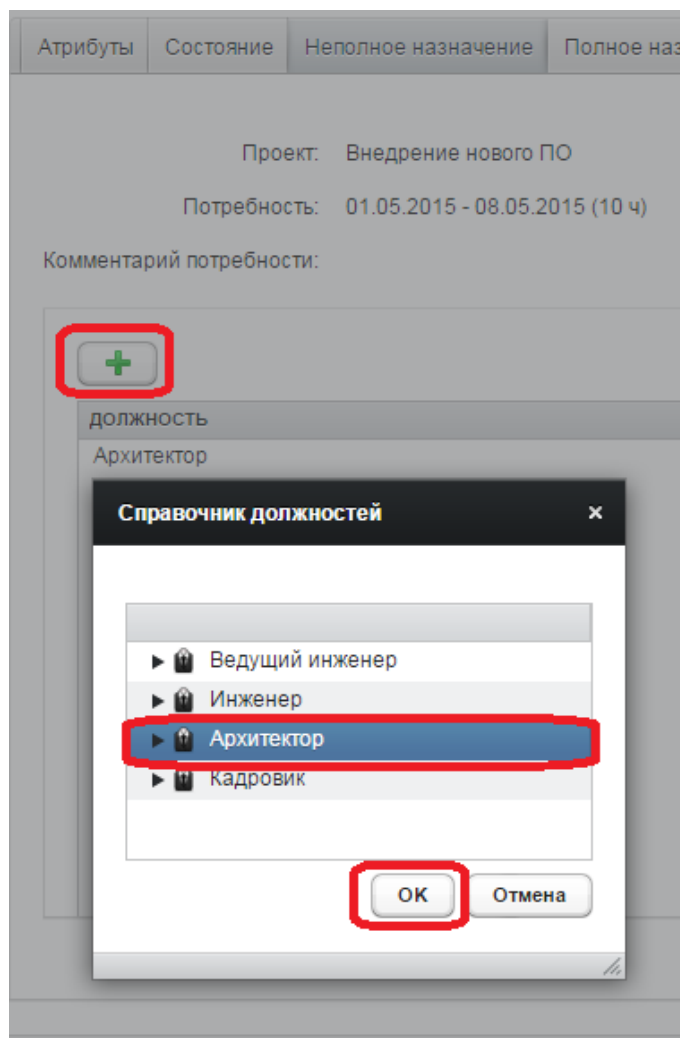 Атрибуты Состояние Неполное назначение Полное наз
Проект: Внедрение нового ПО
Потребность: 01.05.2015 - 08.05.2015 (10 ч)
Комментарий потребности:
должность
Архитектор
Справочник должностей ×
Ведущий инженер
Инженер
Архитектор
Кадровик
OK Отмена